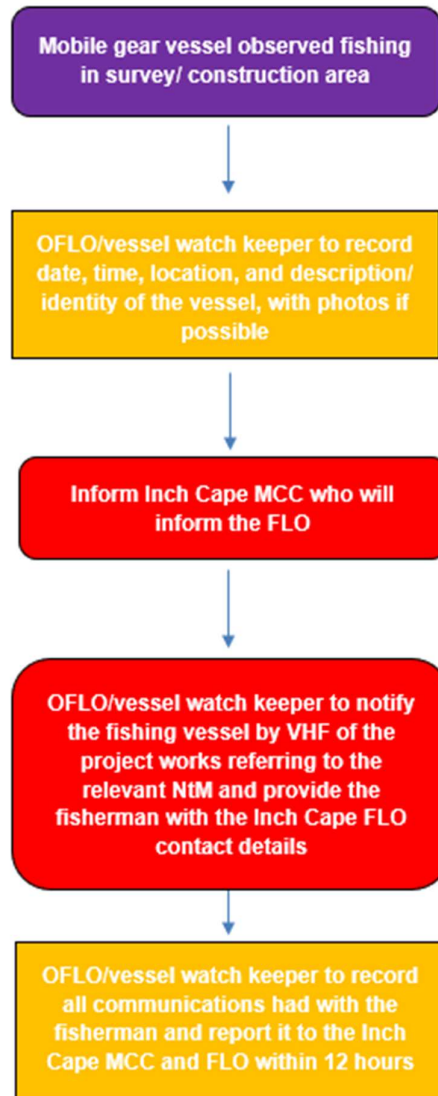 Mobile gear vessel observed fishing
in survey/ construction area
OFLO/vessel watch keeper to record
date, time, location, and description/
identity of the vessel, with photos if
possible
Inform Inch Cape MCC who will
inform the FLO
OFLO/vessel watch keeper to notify
the fishing vessel by VHF of the
project works referring to the
relevant NtM and provide the
fisherman with the Inch Cape FLO
contact details
OFLO/vessel watch keeper to record
all communications had with the
fisherman and report it to the Inch
Cape MCC and FLO within 12 hours